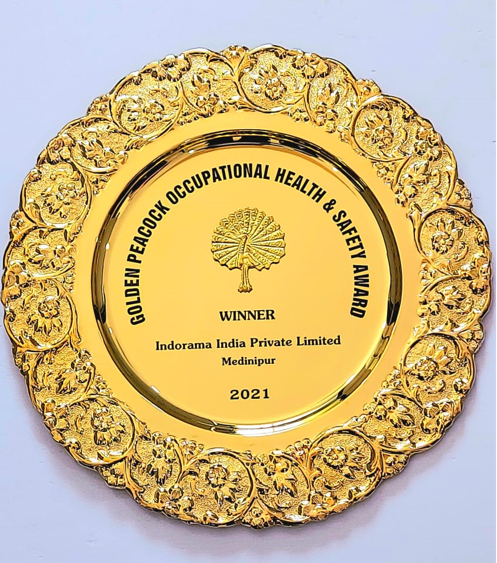 GOLDEN PEACOCK OCCUPATIONAL HEALTH & SAFETY AWARD
WINNER
Indorama India Private Limited
Medinipur
2021